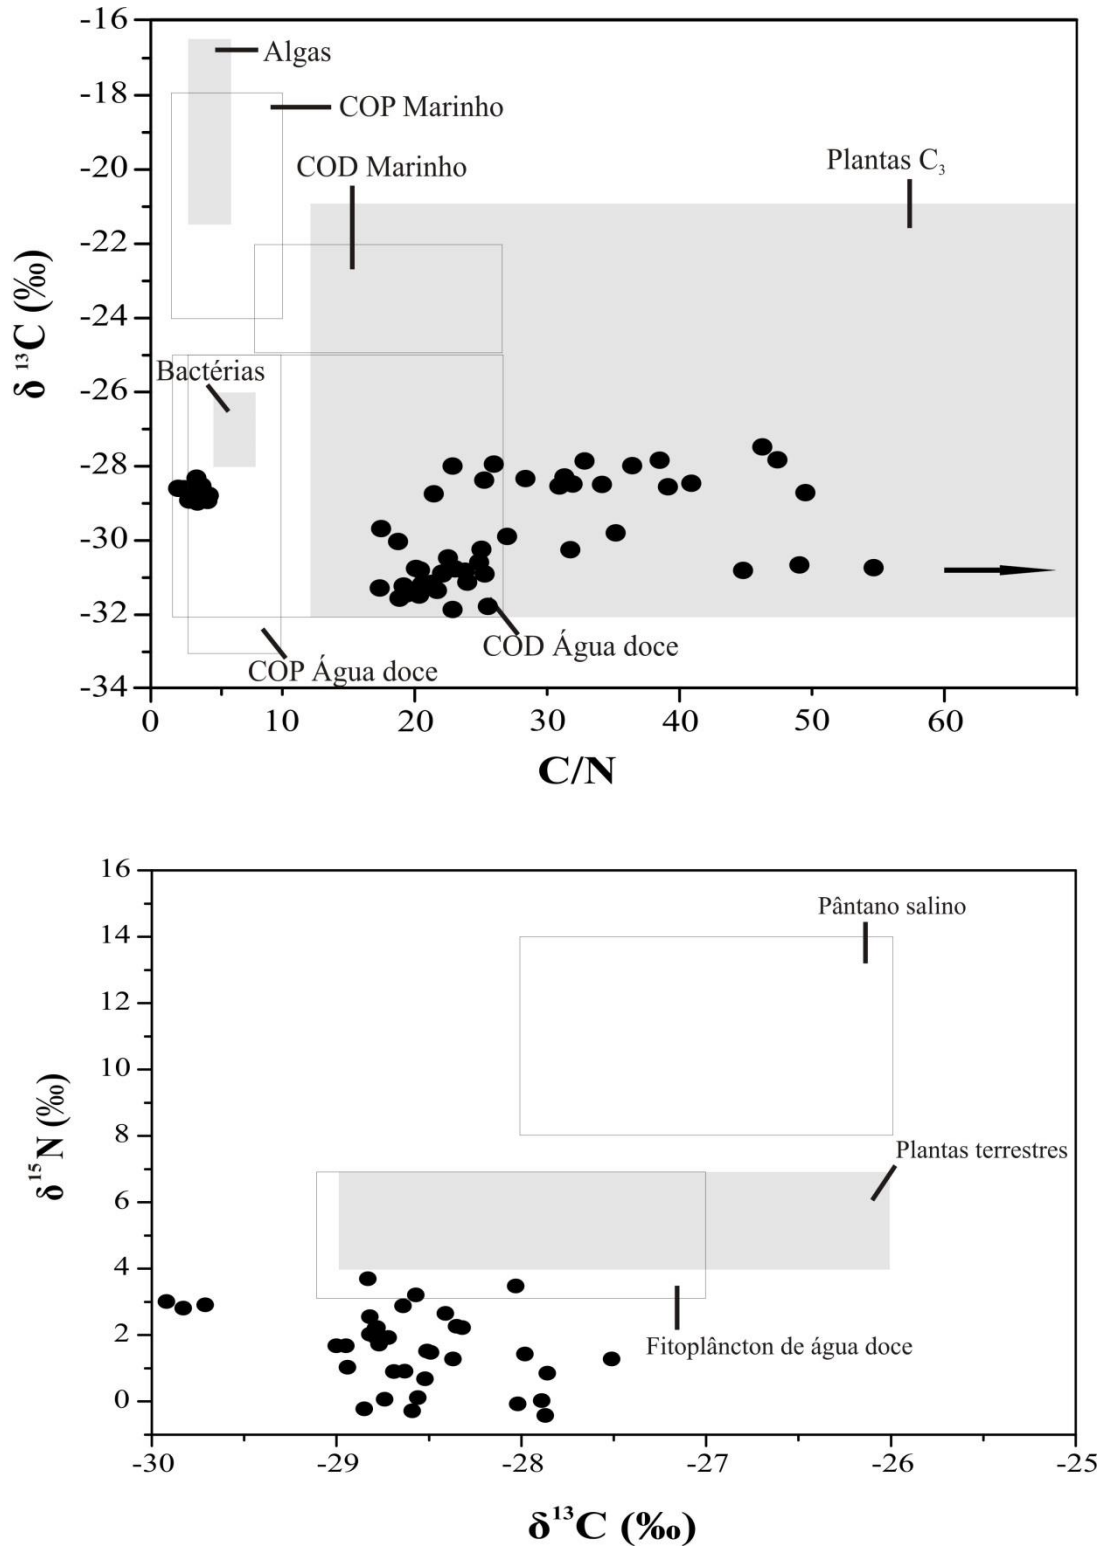 -16
Algas
-18
COP Marinho
COD Marinho
Plantas C₃
-20
-22
δ ¹³C (‰)
-24
Bactérias
-26
-28
-30
-32
COD Água doce
COP Água doce
-34
0 10 20 30 40 50 60
C/N
16
Pântano salino
14
12
10
δ¹⁵N (‰)
8
Plantas terrestres
6
4
2
Fitoplâncton de água doce
0
-30 -29 -28 -27 -26 -25
δ¹³C (‰)